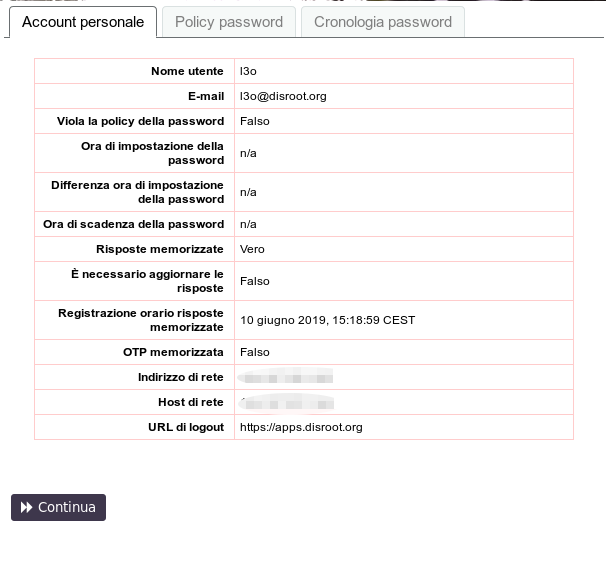 Account personale Policy password Cronologia password
Nome utente l3o
E-mail l3o@disroot.org
Viola la policy della password Falso
Ora di impostazione della
password n/a
Differenza ora di impostazione
della password n/a
Ora di scadenza della password n/a
Risposte memorizzate Vero
È necessario aggiornare le
risposte Falso
Registrazione orario risposte
memorizzate 10 giugno 2019, 15:18:59 CEST
OTP memorizzata Falso
Indirizzo di rete
Host di rete
URL di logout https://apps.disroot.org
Continua